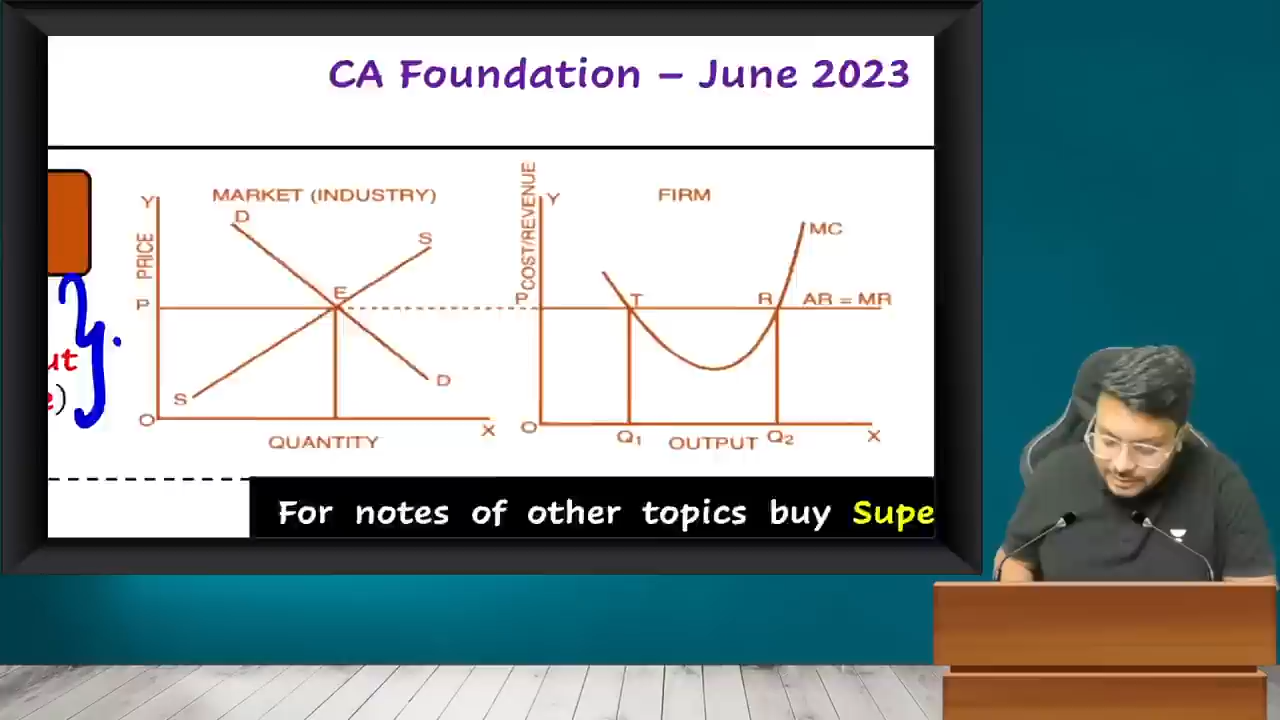 CA Foundation – June 2023
ut
e)
MARKET (INDUSTRY)
Y
PRICE
D
S
E
P
S
D
O
X
QUANTITY
FIRM
COST/REVENUE
Y
MC
P
T
R
AR = MR
O
Q1
OUTPUT
Q2
X
For notes of other topics buy Supe